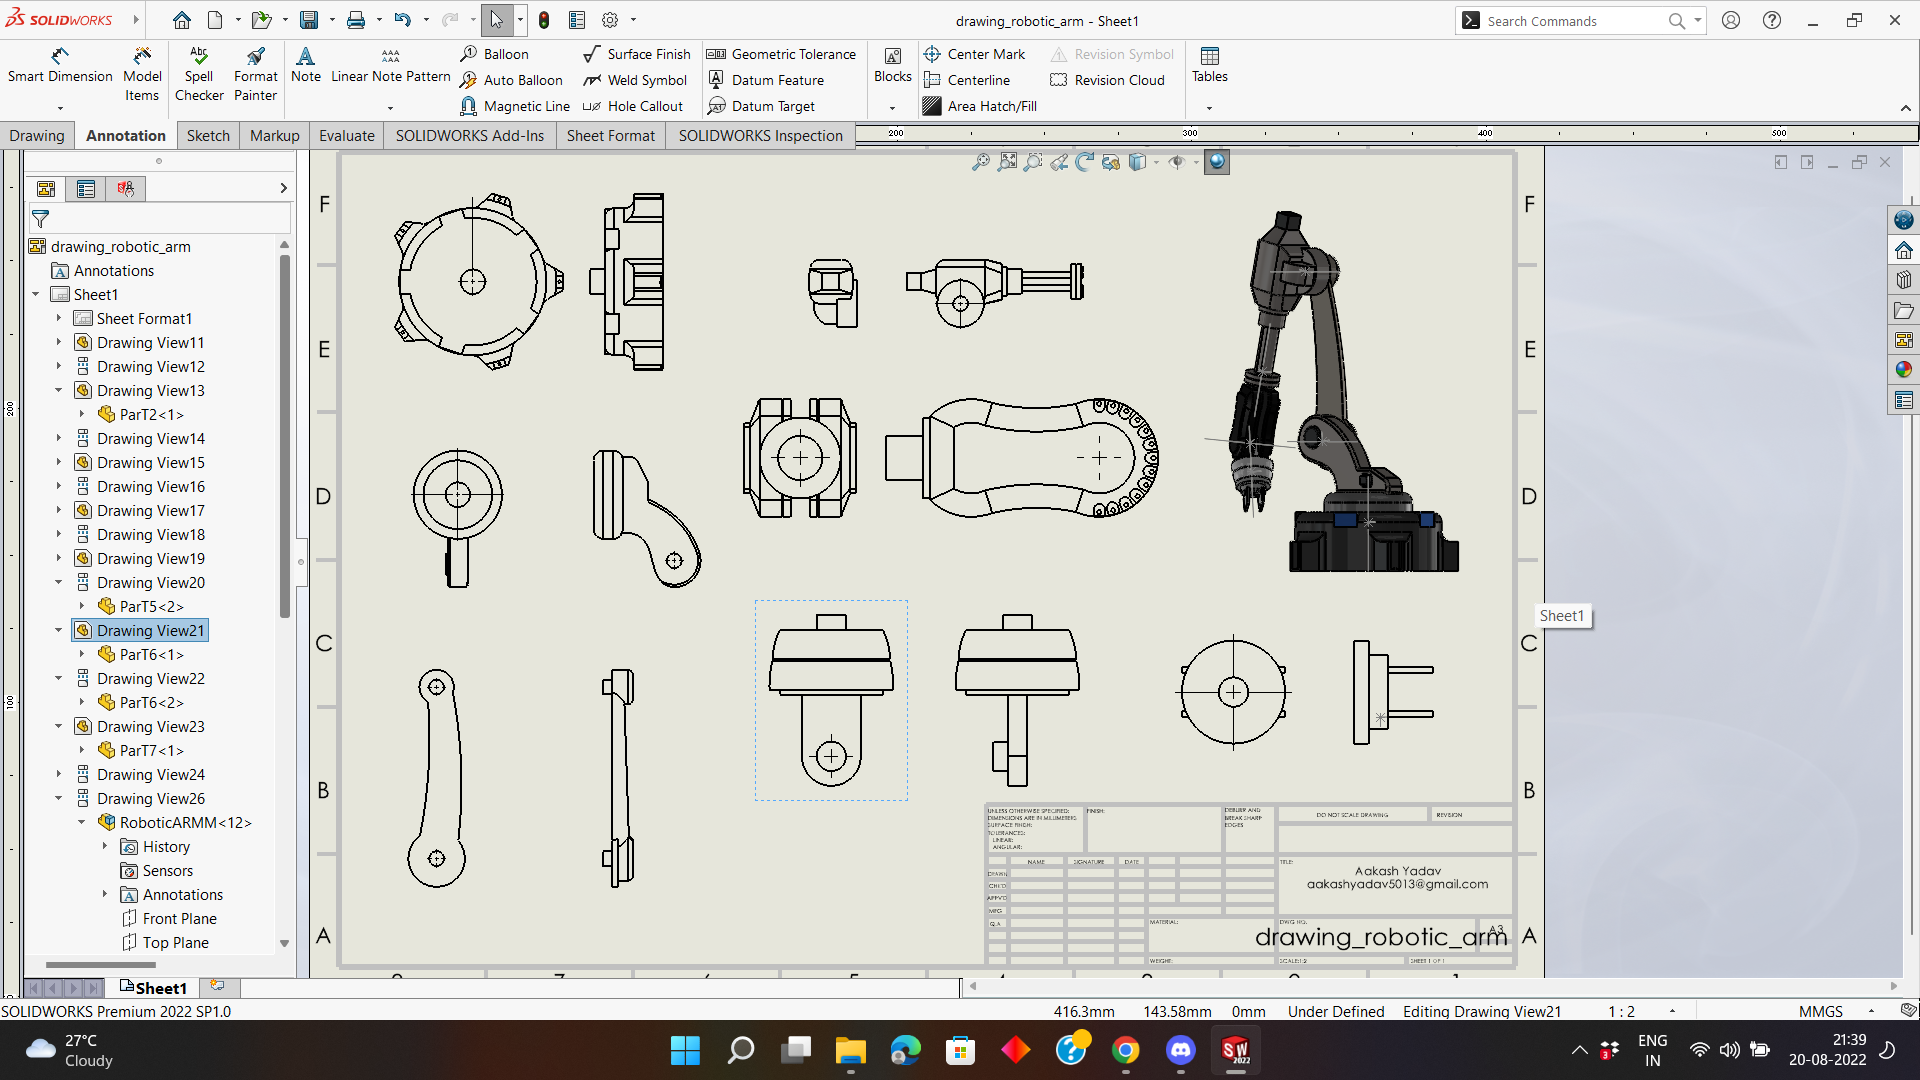 SOLIDWORKS
drawing_robotic_arm - Sheet1
Search Commands
Smart Dimension
Model Items
Spell Checker
Format Painter
Note
Linear Note Pattern
Balloon
Auto Balloon
Magnetic Line
Surface Finish
Weld Symbol
Hole Callout
Geometric Tolerance
Datum Feature
Datum Target
Blocks
Center Mark
Centerline
Area Hatch/Fill
Revision Symbol
Revision Cloud
Tables
Drawing
Annotation
Sketch
Markup
Evaluate
SOLIDWORKS Add-Ins
Sheet Format
SOLIDWORKS Inspection
200
300
400
500
drawing_robotic_arm
Annotations
Sheet1
Sheet Format1
Drawing View11
Drawing View12
Drawing View13
ParT2<1>
Drawing View14
Drawing View15
Drawing View16
Drawing View17
Drawing View18
Drawing View19
Drawing View20
ParT5<2>
Drawing View21
ParT6<1>
Drawing View22
ParT6<2>
Drawing View23
ParT7<1>
Drawing View24
Drawing View26
RoboticARMM<12>
History
Sensors
Annotations
Front Plane
Top Plane
200
100
F
F
E
E
D
D
C
C
B
B
A
A
Sheet1
UNLESS OTHERWISE SPECIFIED:
DIMENSIONS ARE IN MILLIMETERS
SURFACE FINISH:
TOLERANCES:
LINEAR:
ANGULAR:
FINISH:
DEBURR AND
BREAK SHARP
EDGES
DO NOT SCALE DRAWING
REVISION
NAME
SIGNATURE
DATE
DRAWN
CHK'D
APPV'D
MFG
Q.A
TITLE:
Aakash Yadav
aakashyadav5013@gmail.com
MATERIAL:
DWG NO.
drawing_robotic_arm
A3
WEIGHT:
SCALE:1:2
SHEET 1 OF 1
Sheet1
SOLIDWORKS Premium 2022 SP1.0
416.3mm
143.58mm
0mm
Under Defined
Editing Drawing View21
1 : 2
MMGS
27°C
Cloudy
SW
2022
3
ENG
IN
21:39
20-08-2022